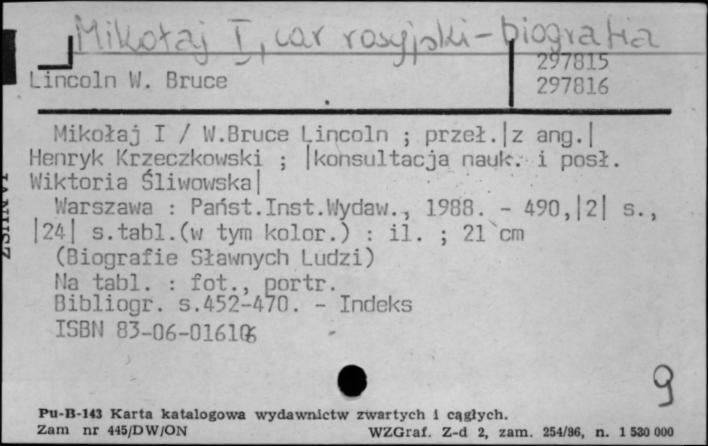 Mikołaj I, car rosyjski - biografia
297815
Lincoln W. Bruce
297816
Mikołaj I / W.Bruce Lincoln ; przeł.|z ang.|
Henryk Krzeczkowski ; |konsultacja nauk. i posł.
Wiktoria Śliwowska|
Warszawa : Państ.Inst.Wydaw., 1988. - 490,|2| s.,
|24| s.tabl.(w tym kolor.) : il. ; 21 cm
(Biografie Sławnych Ludzi)
Na tabl. : fot., portr.
Bibliogr. s.452-470. - Indeks
ISBN 83-06-01610
9
Pu-B-143 Karta katalogowa wydawnictw zwartych i cągłych.
Zam nr 445/DW/ON WZGraf. Z-d 2, zam. 254/86, n. 1 530 000